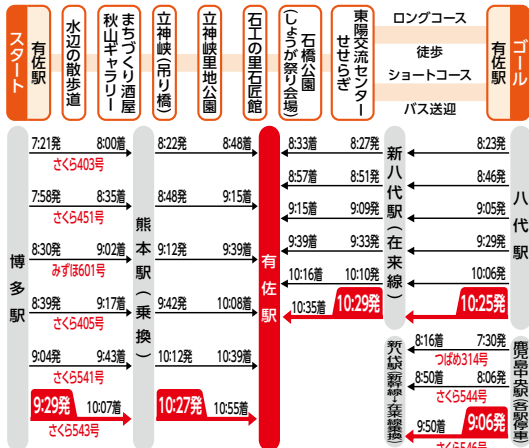 スタート
有佐駅
水辺の散歩道
まちづくり酒屋
秋山ギャラリー
立神峡(吊り橋)
立神峡里地公園
石工の里石匠館
石橋公園
(しょうが祭り会場)
東陽交流センター
せせらぎ
ロングコース
徒歩
ショートコース
バス送迎
有佐駅
ゴール
博多駅
7:21発 8:00着
さくら403号
7:58発 8:35着
さくら451号
8:30発 9:02着
みずほ601号
8:39発 9:17着
さくら405号
9:04発 9:43着
さくら541号
9:29発 10:07着
さくら543号
熊本駅(乗換)
8:22発 8:48着
8:48発 9:15着
9:12発 9:39着
9:42発 10:08着
10:12発 10:39着
10:27発 10:55着
有佐駅
8:33着 8:27発
8:57着 8:51発
9:15着 9:09発
9:39着 9:33発
10:16着 10:10発
10:35着 10:29発
新八代駅(在来線)
8:23発
8:46発
9:05発
9:29発
10:06発
10:25発
八代駅
新八代駅(新幹線→在来線乗換)
8:16着 7:30発
つばめ314号
8:50着 8:06発
さくら544号
9:50着 9:06発
さくら546号
鹿児島中央駅(各駅停車)